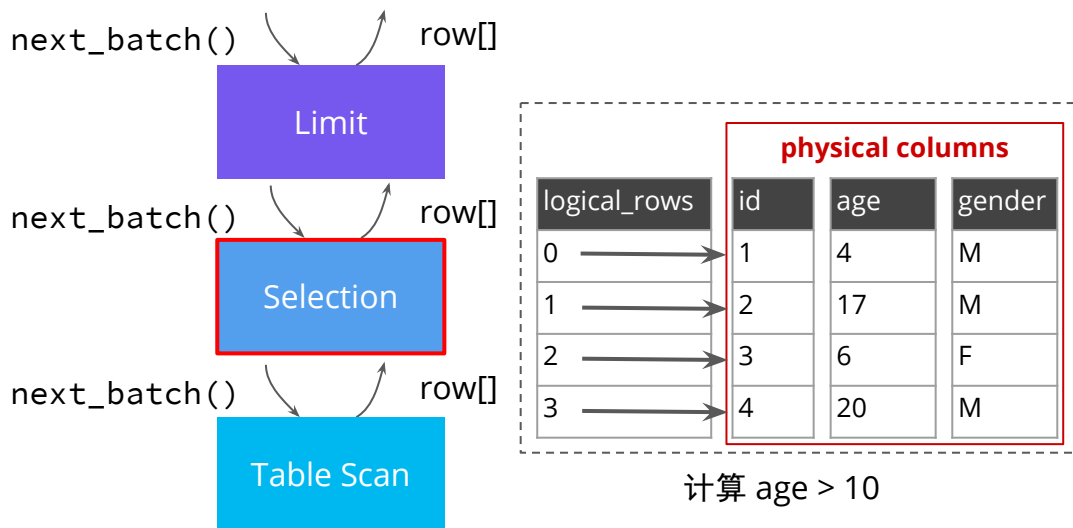 next_batch() row[]
Limit
next_batch() row[]
Selection
next_batch() row[]
Table Scan
physical columns
logical_rows id age gender
0 1 4 M
1 2 17 M
2 3 6 F
3 4 20 M
计算 age > 10